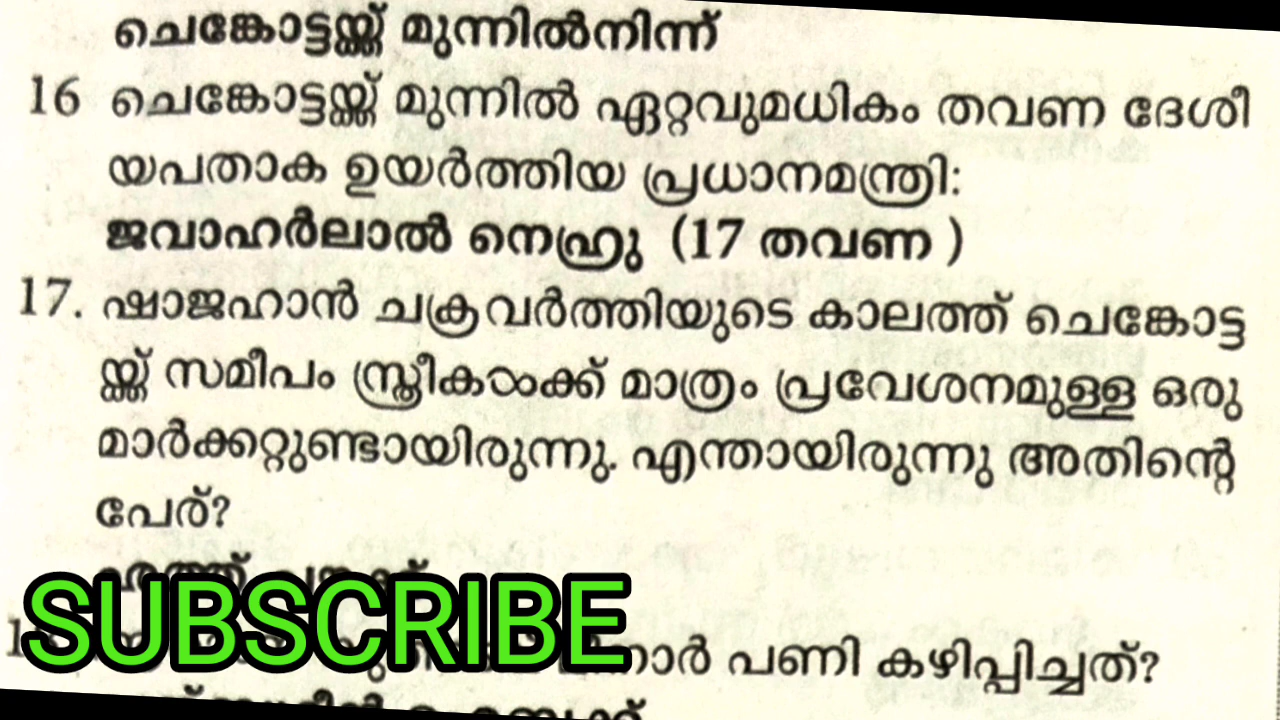 ചെങ്കോട്ടയ്ക്ക് മുന്നിൽനിന്ന്
16 ചെങ്കോട്ടയ്ക്ക് മുന്നിൽ ഏറ്റവുമധികം തവണ ദേശീ
യപതാക ഉയർത്തിയ പ്രധാനമന്ത്രി:
ജവാഹർലാൽ നെഹ്രു (17 തവണ )
17. ഷാജഹാൻ ചക്രവർത്തിയുടെ കാലത്ത് ചെങ്കോട്ട
യ്ക്ക് സമീപം സ്ത്രീകൾക്ക് മാത്രം പ്രവേശനമുള്ള ഒരു
മാർക്കറ്റുണ്ടായിരുന്നു. എന്തായിരുന്നു അതിന്റെ
പേര്?
SUBSCRIBE
പണി കഴിപ്പിച്ചത്?